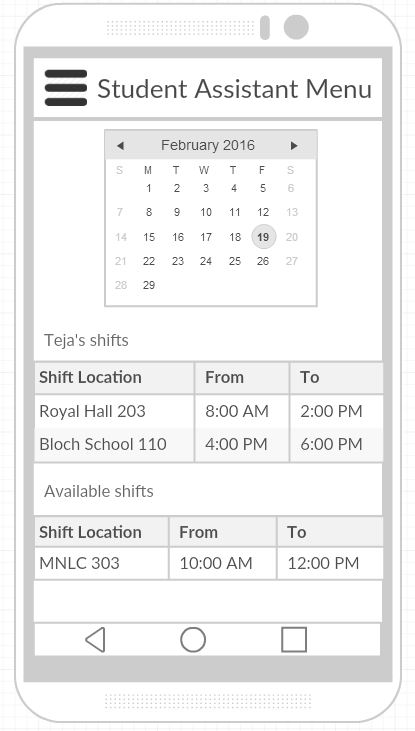 Student Assistant Menu
February 2016
S M T W T F S
1 2 3 4 5 6
7 8 9 10 11 12 13
14 15 16 17 18 19 20
21 22 23 24 25 26 27
28 29
Teja's shifts
Shift Location From To
Royal Hall 203 8:00 AM 2:00 PM
Bloch School 110 4:00 PM 6:00 PM
Available shifts
Shift Location From To
MNLC 303 10:00 AM 12:00 PM